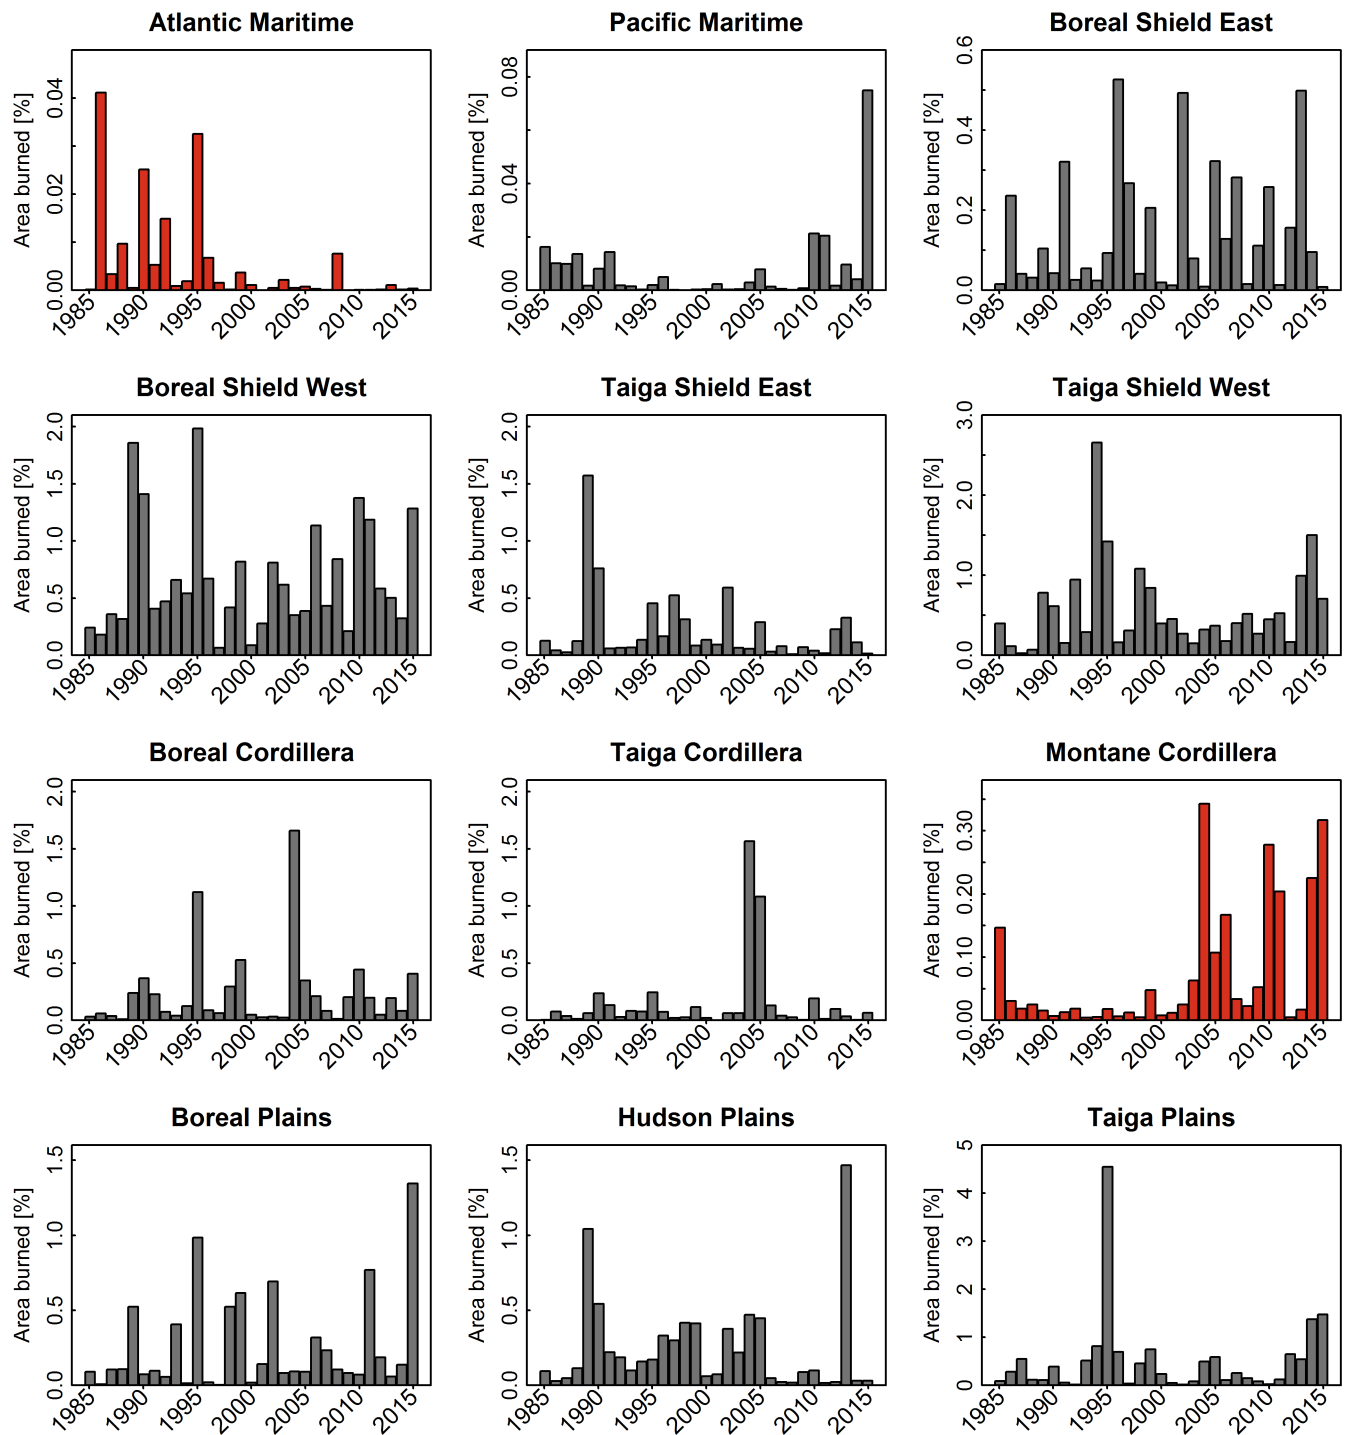 Atlantic Maritime
Area burned [%]
0.00 0.02 0.04
1985 1990 1995 2000 2005 2010 2015
Pacific Maritime
Area burned [%]
0.00 0.04 0.08
1985 1990 1995 2000 2005 2010 2015
Boreal Shield East
Area burned [%]
0.0 0.2 0.4 0.6
1985 1990 1995 2000 2005 2010 2015
Boreal Shield West
Area burned [%]
0.0 0.5 1.0 1.5 2.0
1985 1990 1995 2000 2005 2010 2015
Taiga Shield East
Area burned [%]
0.0 0.5 1.0 1.5 2.0
1985 1990 1995 2000 2005 2010 2015
Taiga Shield West
Area burned [%]
0.0 1.0 2.0 3.0
1985 1990 1995 2000 2005 2010 2015
Boreal Cordillera
Area burned [%]
0.0 0.5 1.0 1.5 2.0
1985 1990 1995 2000 2005 2010 2015
Taiga Cordillera
Area burned [%]
0.0 0.5 1.0 1.5 2.0
1985 1990 1995 2000 2005 2010 2015
Montane Cordillera
Area burned [%]
0.00 0.10 0.20 0.30
1985 1990 1995 2000 2005 2010 2015
Boreal Plains
Area burned [%]
0.0 0.5 1.0 1.5
1985 1990 1995 2000 2005 2010 2015
Hudson Plains
Area burned [%]
0.0 0.5 1.0 1.5
1985 1990 1995 2000 2005 2010 2015
Taiga Plains
Area burned [%]
0 1 2 3 4 5
1985 1990 1995 2000 2005 2010 2015